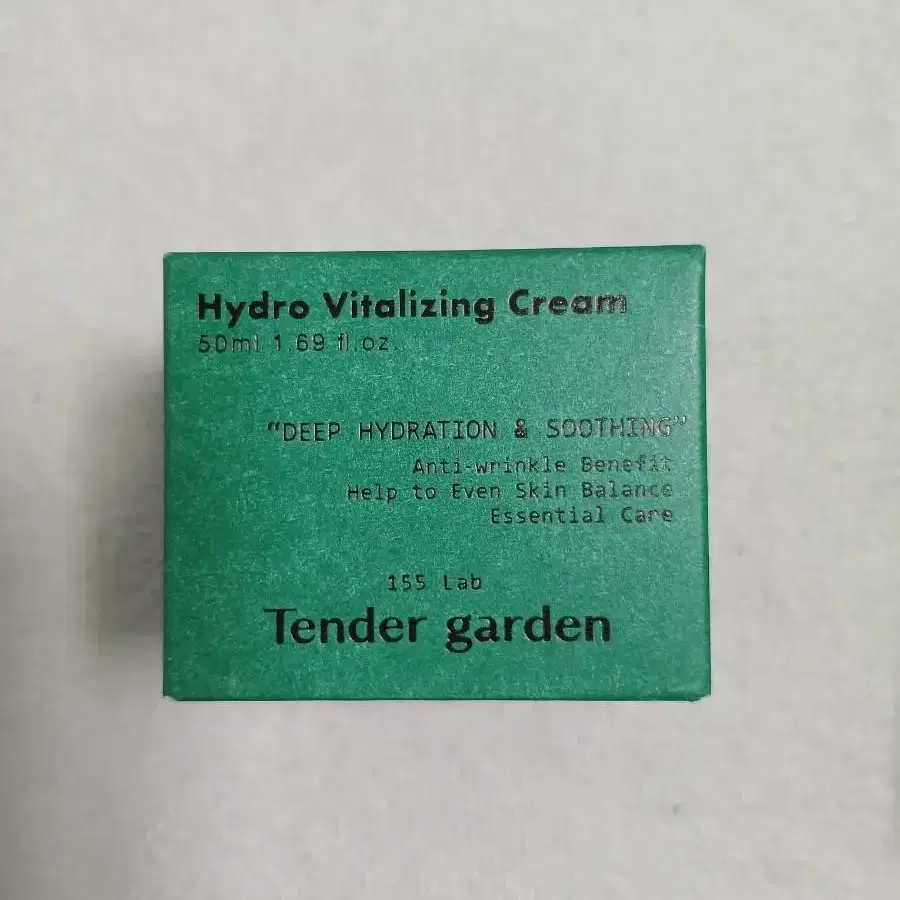 Hydro Vitalizing Cream
50ml 1.69 fl.oz.
“DEEP HYDRATION & SOOTHING”
Anti-wrinkle Benefit
Help to Even Skin Balance
Essential Care
155 Lab
Tender garden